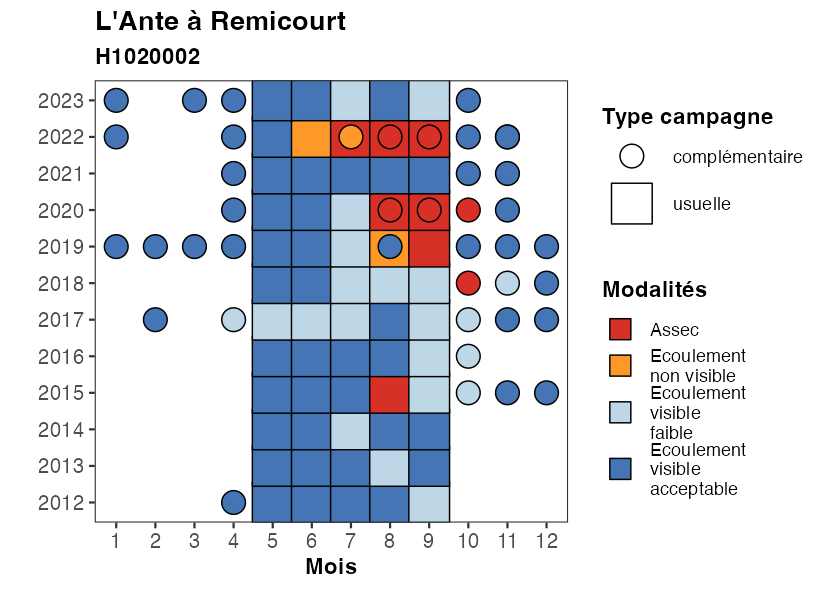 L'Ante à Remicourt
H1020002
2023
2022
2021
2020
2019
2018
2017
2016
2015
2014
2013
2012
1 2 3 4 5 6 7 8 9 10 11 12
Mois
Type campagne
complémentaire
usuelle
Modalités
Assec
Ecoulement
non visible
Ecoulement
visible
faible
Ecoulement
visible
acceptable